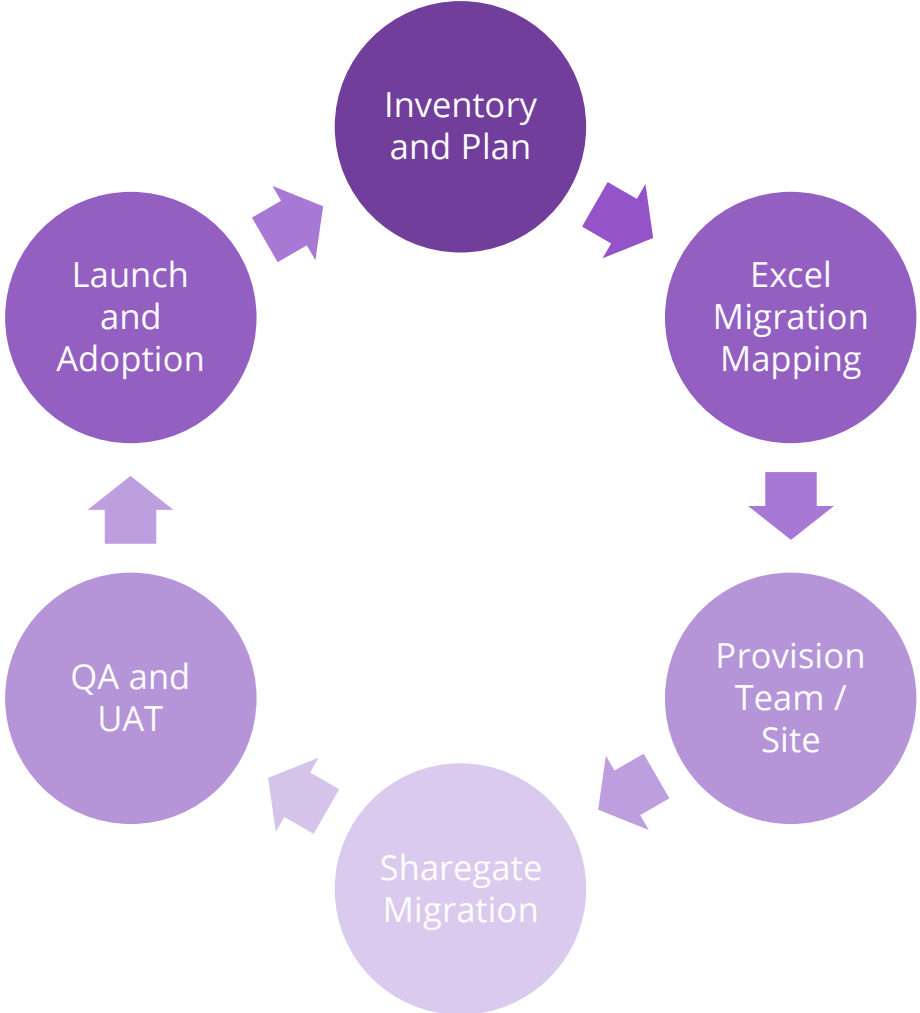 Inventory
and Plan
Excel
Migration
Mapping
Provision
Team /
Site
Sharegate
Migration
QA and
UAT
Launch
and
Adoption